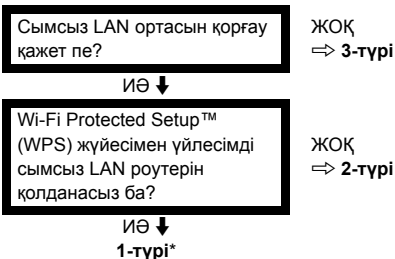 Сымсыз LAN ортасын қорғау
қажет пе?
ЖОҚ
⇨ 3-түрі
ИӘ ⬇
Wi-Fi Protected Setup™
(WPS) жүйесімен үйлесімді
сымсыз LAN роутерін
қолданасыз ба?
ЖОҚ
⇨ 2-түрі
ИӘ ⬇
1-түрі*